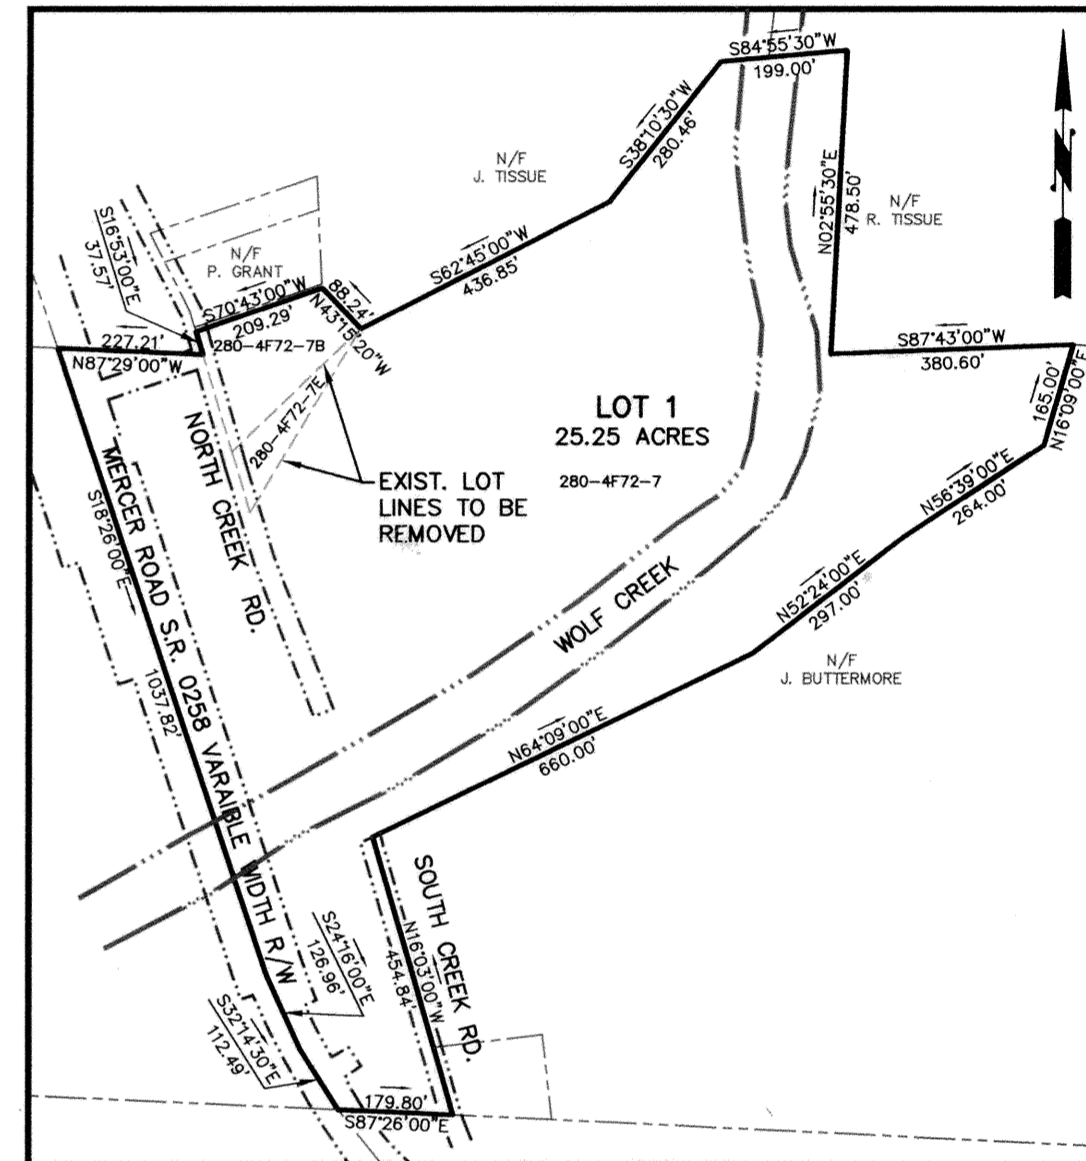 S84°55'30"W
199.00'
S38°10'30"W
280.46'
N/F
J. TISSUE
N02°55'30"E
478.50'
N/F
R. TISSUE
N
S16°53'00"E
37.57'
N/F
P. GRANT
S62°45'00"W
436.85'
S70°43'00"W
209.29'
88.24'
N43°15'20"W
227.21'
N87°29'00"W
280-4F72-7B
S87°43'00"W
380.60'
165.00'
N16°09'00"E
280-4F72-7E
LOT 1
25.25 ACRES
280-4F72-7
EXIST. LOT
LINES TO BE
REMOVED
NORTH CREEK RD.
MERCER ROAD S.R. 0258 VARAIBLE WIDTH R/W
S18°26'00"E
1037.82'
N56°39'00"E
264.00'
N52°24'00"E
297.00'
WOLF CREEK
N/F
J. BUTTERMORE
N64°09'00"E
660.00'
SOUTH CREEK RD.
N16°03'00"W
454.84'
S24°16'00"E
126.96'
S32°14'30"E
112.49'
179.80'
S87°26'00"E